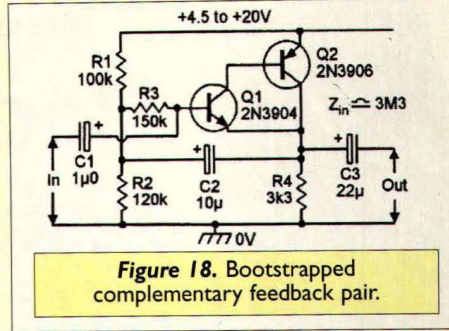 +4.5 to +20V
R1
100k
Q2
2N3906
R3
150k
Q1
2N3904
Zin ≏ 3M3
C1
1µ0
In
R2
120k
C2
10µ
R4
3k3
C3
22µ
Out
0V
Figure 18. Bootstrapped
complementary feedback pair.